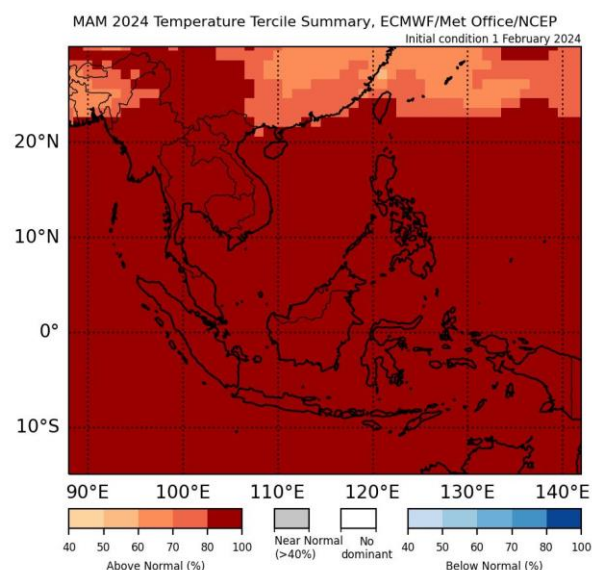 MAM 2024 Temperature Tercile Summary, ECMWF/Met Office/NCEP
Initial condition 1 February 2024
20°N
10°N
0°
10°S
90°E 100°E 110°E 120°E 130°E 140°E
40 50 60 70 80 100
Above Normal (%)
Near Normal
(>40%)
No
dominant
40 50 60 70 80 100
Below Normal (%)